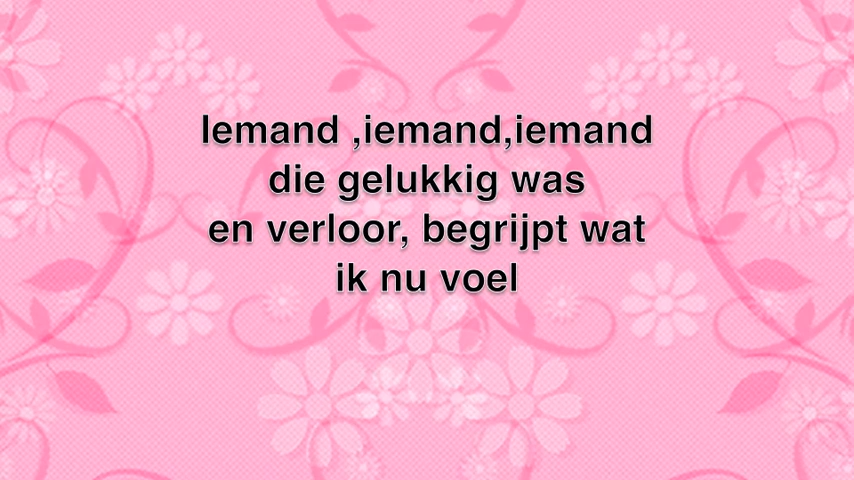 Iemand ,iemand,iemand
die gelukkig was
en verloor, begrijpt wat
ik nu voel